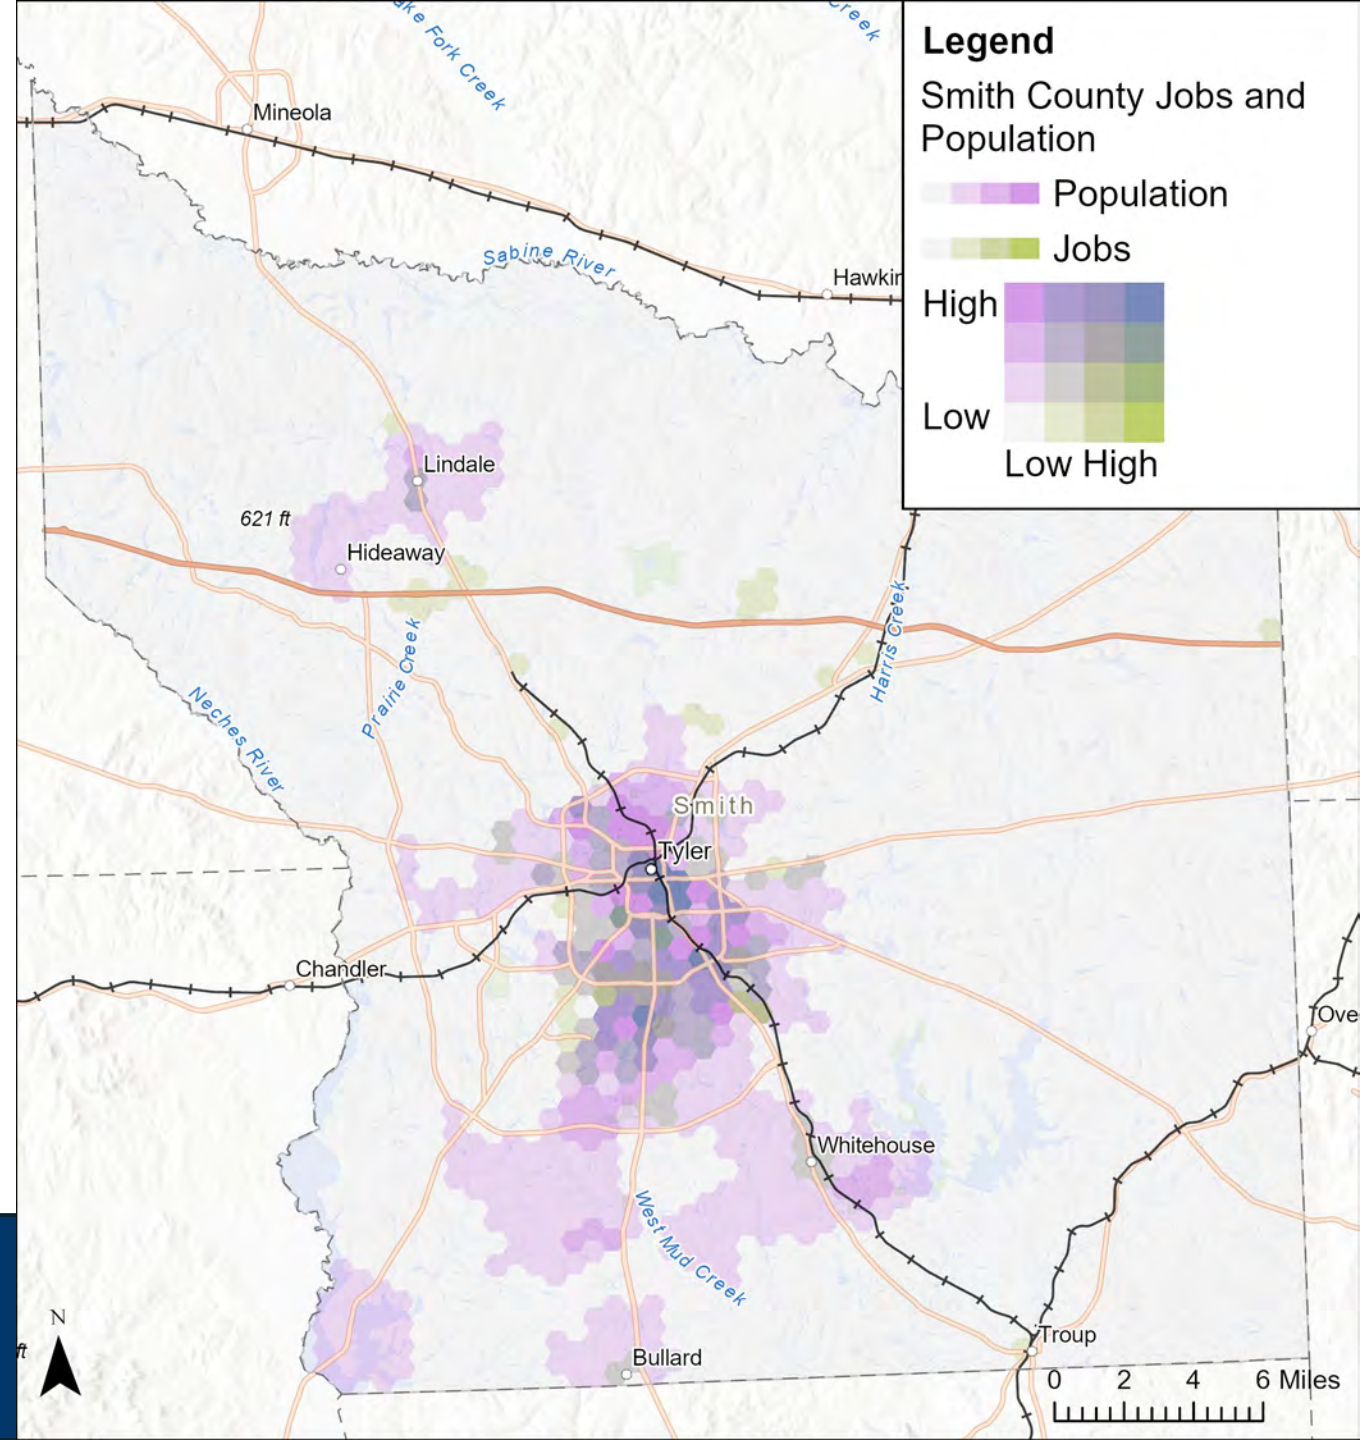 Legend
Smith County Jobs and
Population
Population
Jobs
High
Low
Low High
Lake Fork Creek
Creek
Mineola
Sabine River
Hawkin
Lindale
621 ft
Hideaway
Prairie Creek
Harris Creek
Neches River
Smith
Tyler
Chandler
Ove
Whitehouse
West Mud Creek
N
ft
Troup
Bullard
0 2 4 6 Miles